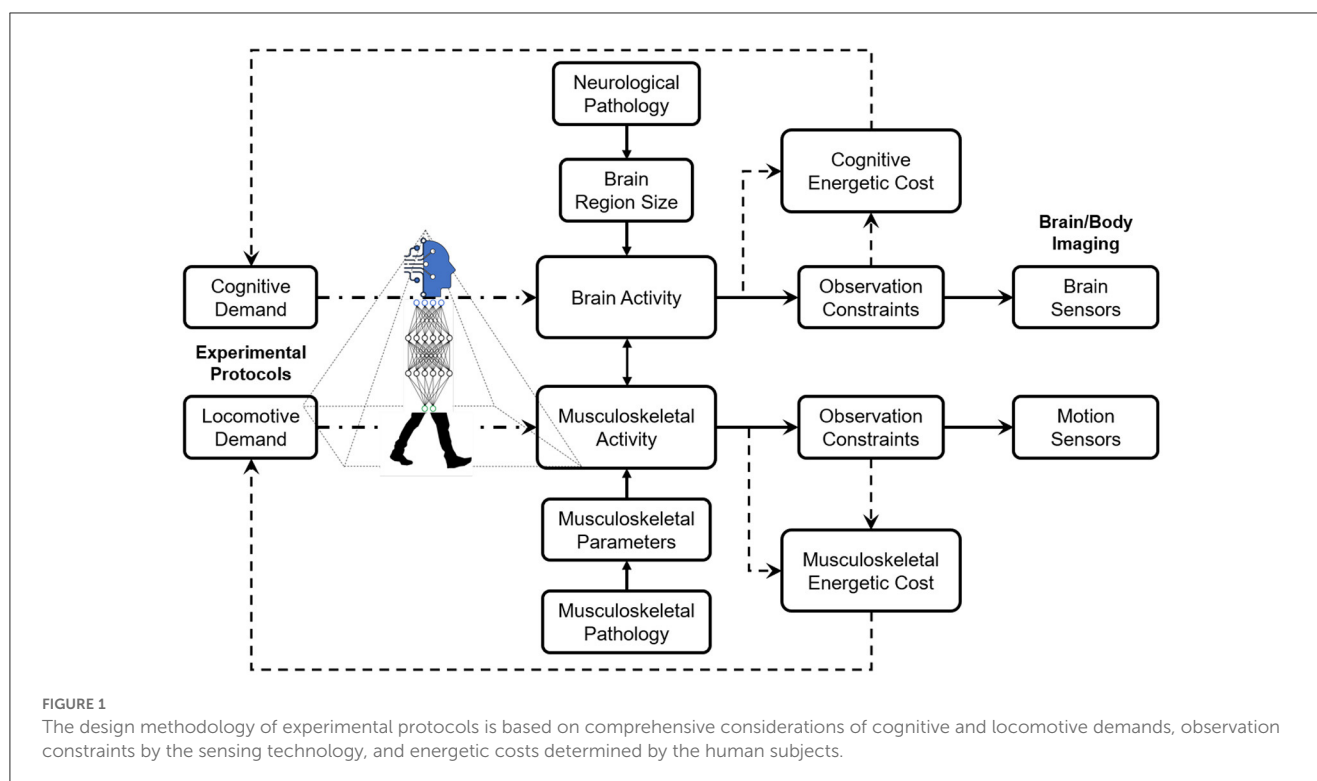 Neurological
Pathology
Brain
Region Size
Cognitive
Energetic Cost
Brain/Body
Imaging
Cognitive
Demand
Brain Activity
Observation
Constraints
Brain
Sensors
Experimental
Protocols
Locomotive
Demand
Musculoskeletal
Activity
Observation
Constraints
Motion
Sensors
Musculoskeletal
Parameters
Musculoskeletal
Energetic Cost
Musculoskeletal
Pathology
FIGURE 1
The design methodology of experimental protocols is based on comprehensive considerations of cognitive and locomotive demands, observation
constraints by the sensing technology, and energetic costs determined by the human subjects.